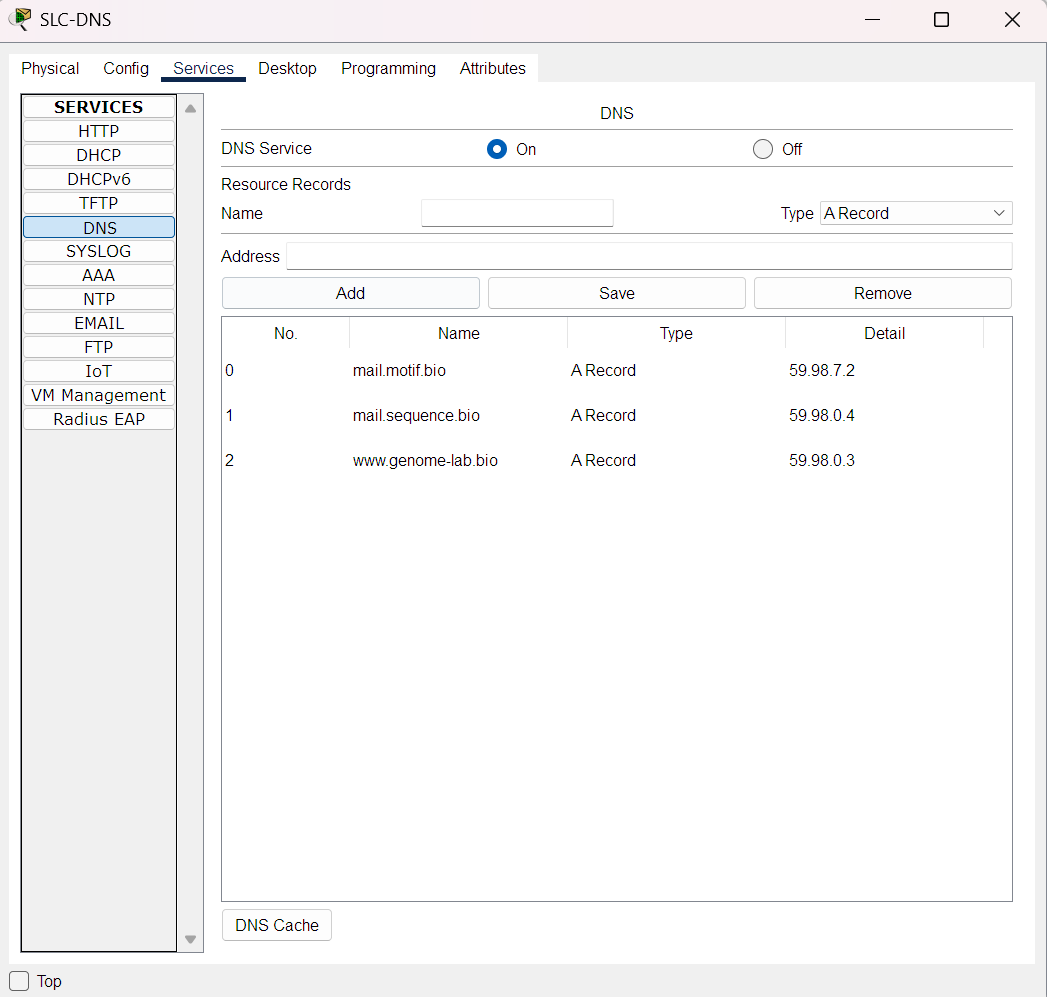 SLC-DNS
Physical Config Services Desktop Programming Attributes
SERVICES
HTTP
DHCP
DHCPv6
TFTP
DNS
SYSLOG
AAA
NTP
EMAIL
FTP
IoT
VM Management
Radius EAP
DNS
DNS Service On Off
Resource Records
Name Type A Record
Address
Add Save Remove
No. Name Type Detail
0 mail.motif.bio A Record 59.98.7.2
1 mail.sequence.bio A Record 59.98.0.4
2 www.genome-lab.bio A Record 59.98.0.3
DNS Cache
Top